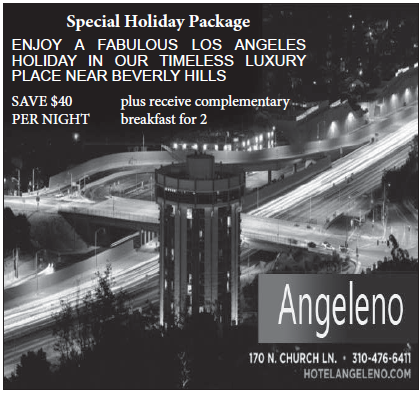 Special Holiday Package
ENJOY A FABULOUS LOS ANGELES
HOLIDAY IN OUR TIMELESS LUXURY
PLACE NEAR BEVERLY HILLS
SAVE $40 plus receive complementary
PER NIGHT breakfast for 2
Angeleno
170 N. CHURCH LN. • 310-476-6411
HOTELANGELENO.COM